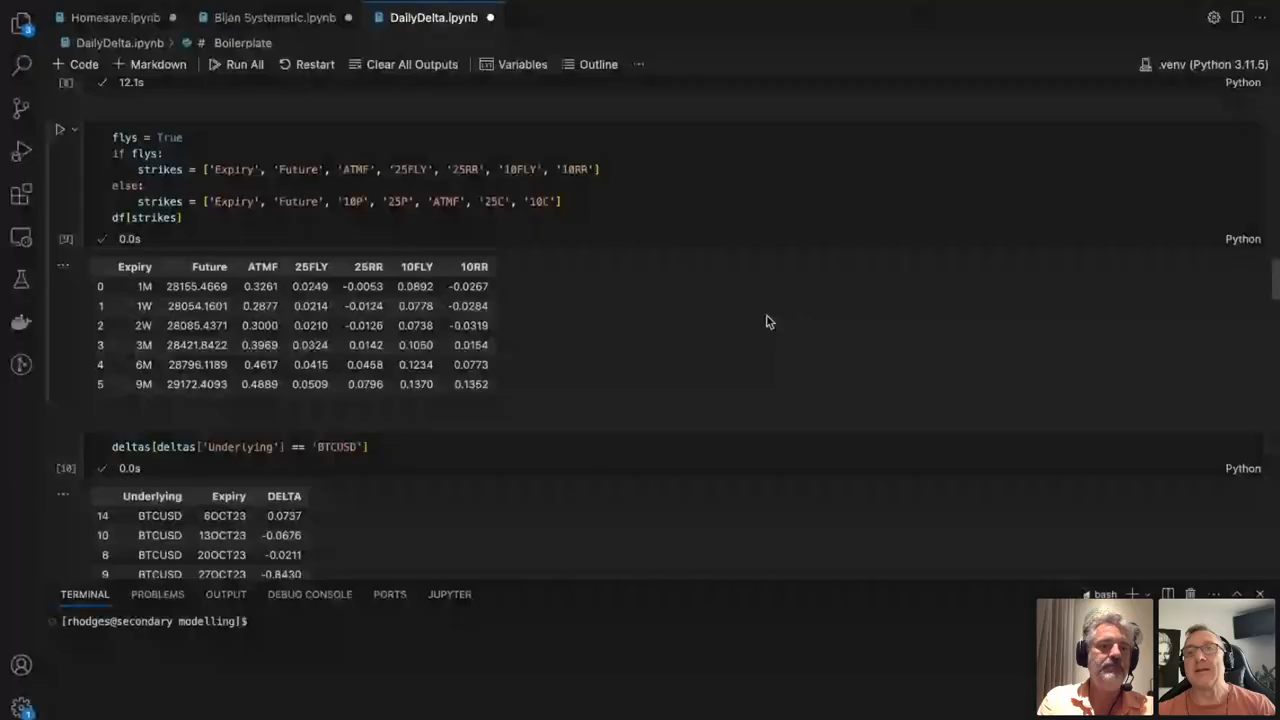 Homesave.ipynb
Bijan Systematic.ipynb
DailyDelta.ipynb
DailyDelta.ipynb > # Boilerplate
+ Code + Markdown Run All Restart Clear All Outputs Variables Outline ... .venv (Python 3.11.5)
12.1s Python
flys = True
if flys:
strikes = ['Expiry', 'Future', 'ATMF', '25FLY', '25RR', '10FLY', '10RR']
else:
strikes = ['Expiry', 'Future', '10P', '25P', 'ATMF', '25C', '10C']
df[strikes]
[9] 0.0s Python
Expiry Future ATMF 25FLY 25RR 10FLY 10RR
0 1M 28155.4669 0.3261 0.0249 -0.0053 0.0892 -0.0267
1 1W 28054.1601 0.2877 0.0214 -0.0124 0.0778 -0.0284
2 2W 28085.4371 0.3000 0.0210 -0.0126 0.0738 -0.0319
3 3M 28421.8422 0.3969 0.0324 0.0142 0.1050 0.0154
4 6M 28796.1189 0.4617 0.0415 0.0458 0.1234 0.0773
5 9M 29172.4093 0.4889 0.0509 0.0796 0.1370 0.1352
deltas[deltas['Underlying'] == 'BTCUSD']
[10] 0.0s Python
Underlying Expiry DELTA
14 BTCUSD 6OCT23 0.0737
10 BTCUSD 13OCT23 -0.0676
8 BTCUSD 20OCT23 -0.0211
9 BTCUSD 27OCT23 -0.8430
TERMINAL PROBLEMS OUTPUT DEBUG CONSOLE PORTS JUPYTER bash
[rhodges@secondary modelling]$